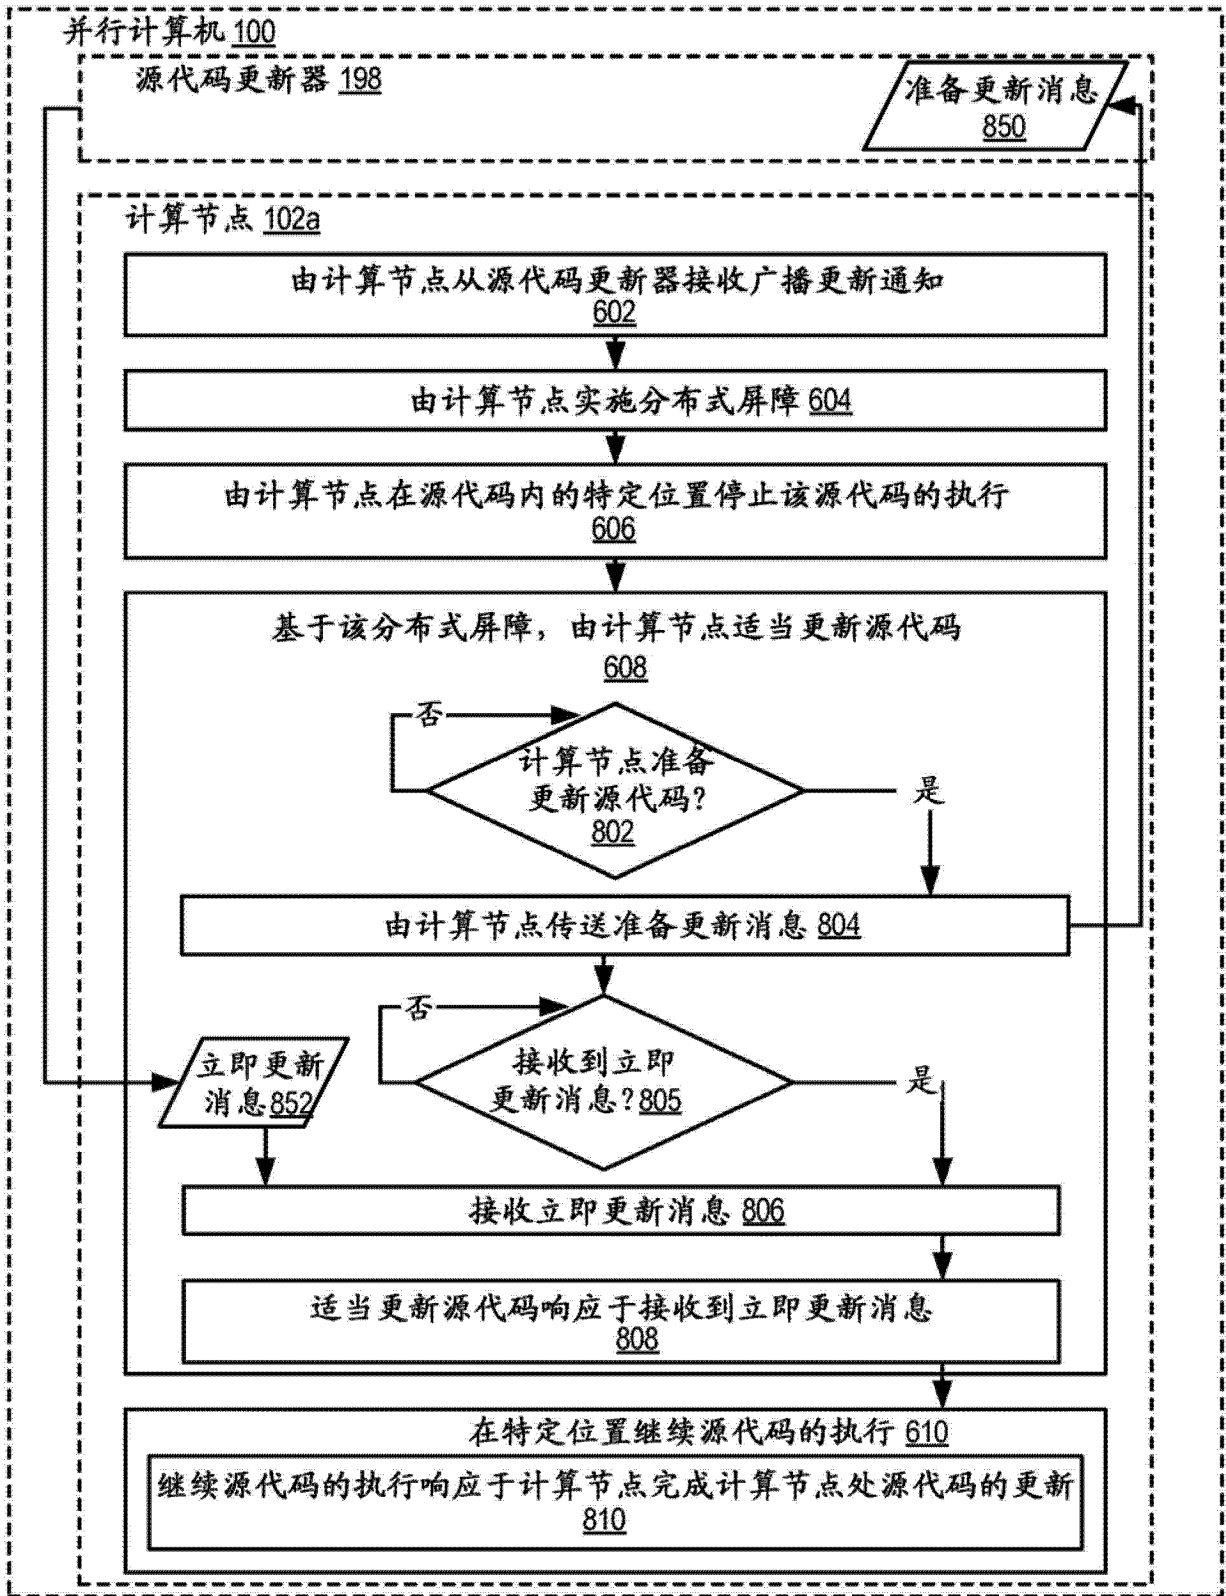 并行计算机 100
源代码更新器 198
准备更新消息
850
计算节点 102a
由计算节点从源代码更新器接收广播更新通知
602
由计算节点实施分布式屏障 604
由计算节点在源代码内的特定位置停止该源代码的执行
606
基于该分布式屏障，由计算节点适当更新源代码
608
否
计算节点准备
更新源代码？
802
是
由计算节点传送准备更新消息 804
否
接收到立即
更新消息？805
是
立即更新
消息 852
接收立即更新消息 806
适当更新源代码响应于接收到立即更新消息
808
在特定位置继续源代码的执行 610
继续源代码的执行响应于计算节点完成计算节点处源代码的更新
810